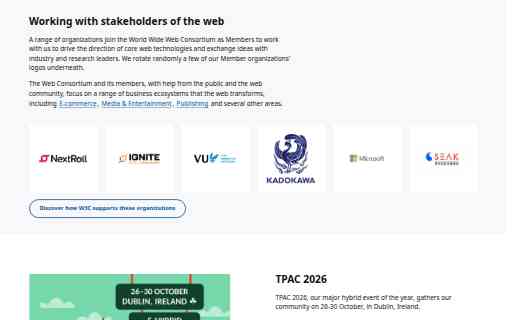 Working with stakeholders of the web
A range of organizations join the World Wide Web Consortium as Members to work
with us to drive the direction of core web technologies and exchange ideas with
industry and research leaders. We rotate randomly a few of our Member organizations'
logos underneath.
The Web Consortium and its members, with help from the public and the web
community, focus on a range of business ecosystems that the web transforms,
including E-commerce, Media & Entertainment, Publishing and several other areas.
NextRoll
IGNITE
VU
KADOKAWA
Microsoft
SEAK
Discover how W3C supports these organizations
26-30 OCTOBER
DUBLIN, IRELAND
TPAC 2026
TPAC 2026, our major hybrid event of the year, gathers our
community on 26-30 October, in Dublin, Ireland.